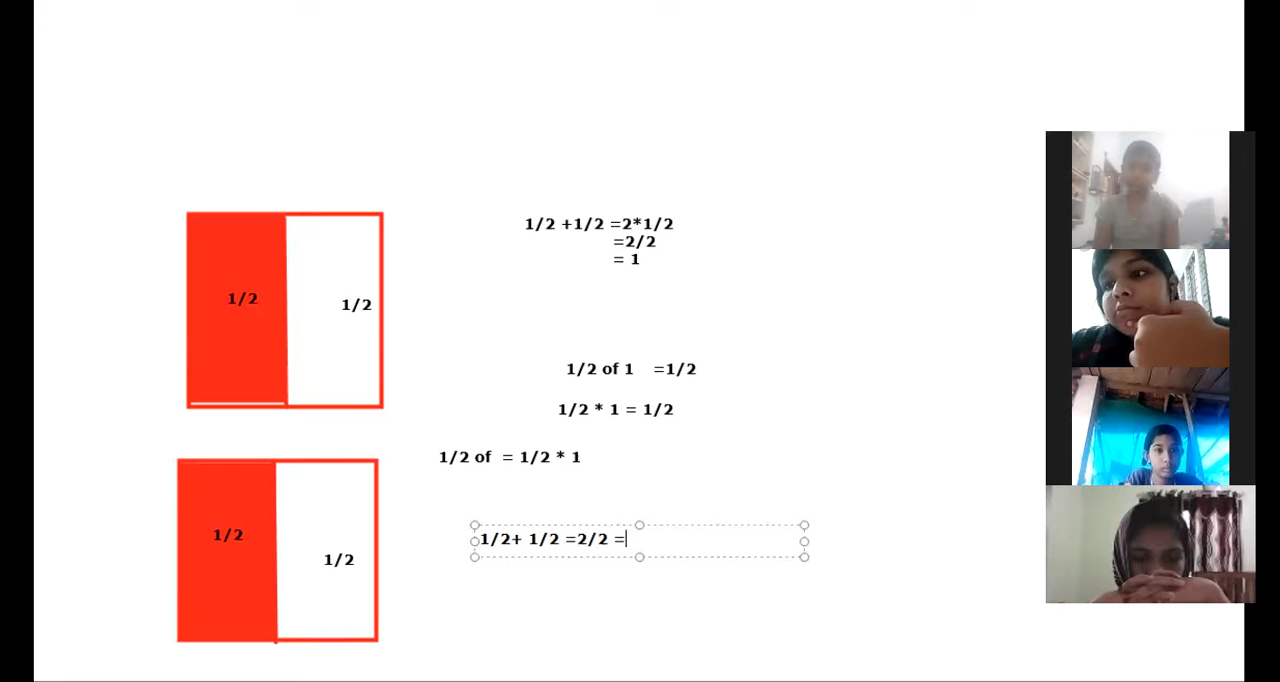 1/2 +1/2 =2*1/2
=2/2
= 1
1/2
1/2
1/2 of 1 =1/2
1/2 * 1 = 1/2
1/2 of = 1/2 * 1
1/2
1/2
1/2+ 1/2 =2/2 =